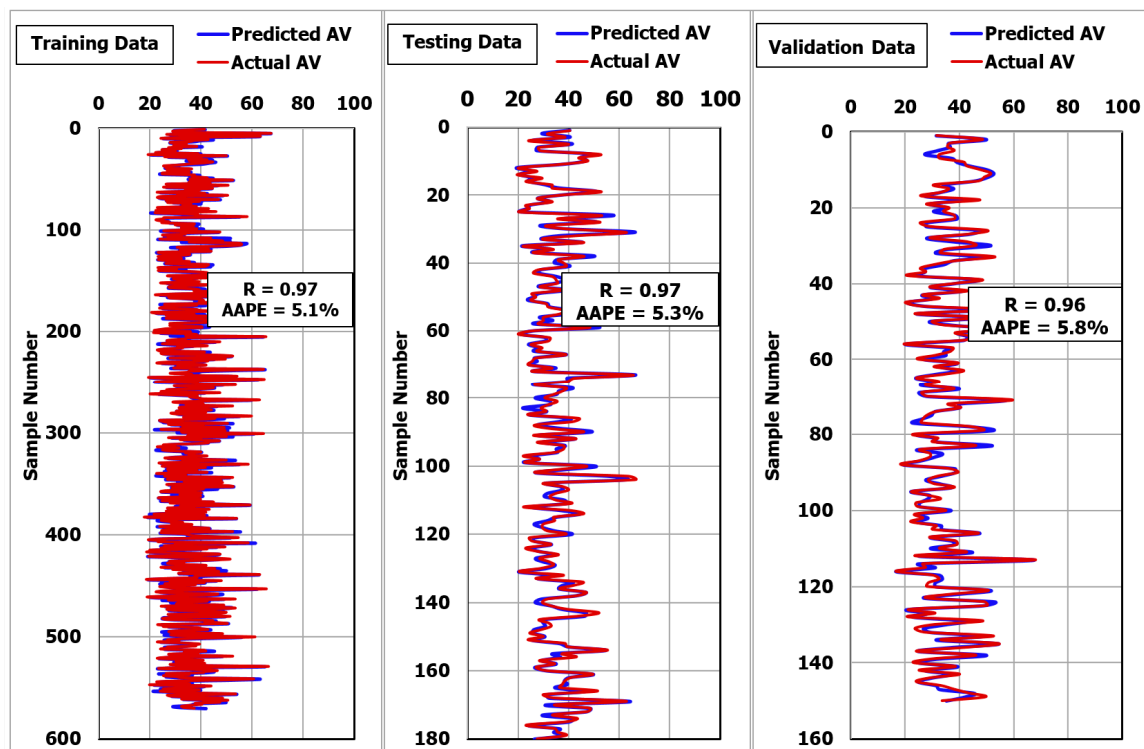 Training Data
Predicted AV
Actual AV
0 20 40 60 80 100
0
100
200
300
400
500
600
Sample Number
R = 0.97
AAPE = 5.1%
Testing Data
Predicted AV
Actual AV
0 20 40 60 80 100
0
20
40
60
80
100
120
140
160
180
Sample Number
R = 0.97
AAPE = 5.3%
Validation Data
Predicted AV
Actual AV
0 20 40 60 80 100
0
20
40
60
80
100
120
140
160
Sample Number
R = 0.96
AAPE = 5.8%